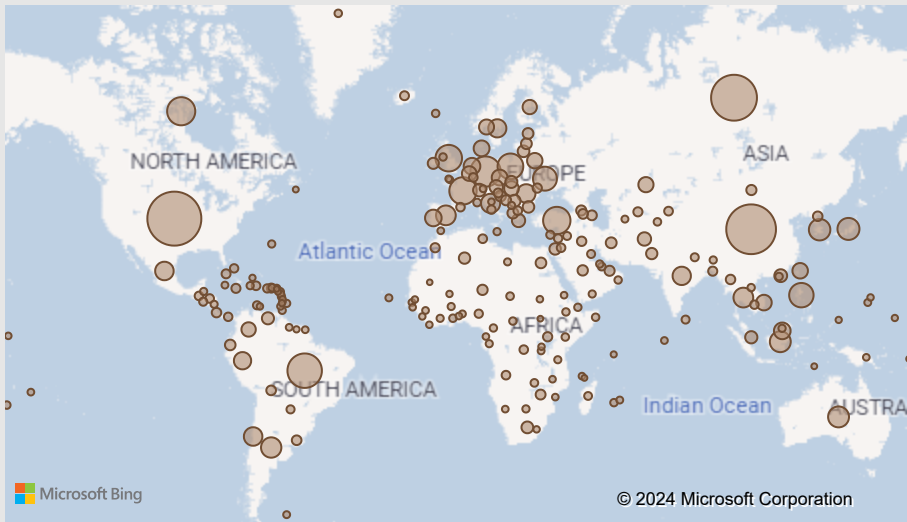 NORTH AMERICA
ASIA
EUROPE
Atlantic Ocean
AFRICA
SOUTH AMERICA
Indian Ocean
AUSTRA
Microsoft Bing
© 2024 Microsoft Corporation